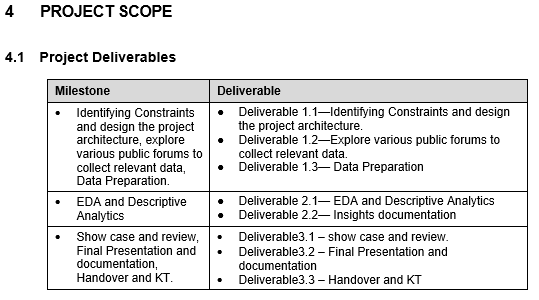 4 PROJECT SCOPE
4.1 Project Deliverables
Milestone
Deliverable
• Identifying Constraints
and design the project
architecture, explore
various public forums to
collect relevant data,
Data Preparation.
• Deliverable 1.1—Identifying Constraints and design
the project architecture.
• Deliverable 1.2—Explore various public forums to
collect relevant data.
• Deliverable 1.3— Data Preparation
• EDA and Descriptive
Analytics
• Deliverable 2.1— EDA and Descriptive Analytics
• Deliverable 2.2— Insights documentation
• Show case and review,
Final Presentation and
documentation,
Handover and KT.
• Deliverable3.1 – show case and review.
• Deliverable3.2 – Final Presentation and
documentation
• Deliverable3.3 – Handover and KT